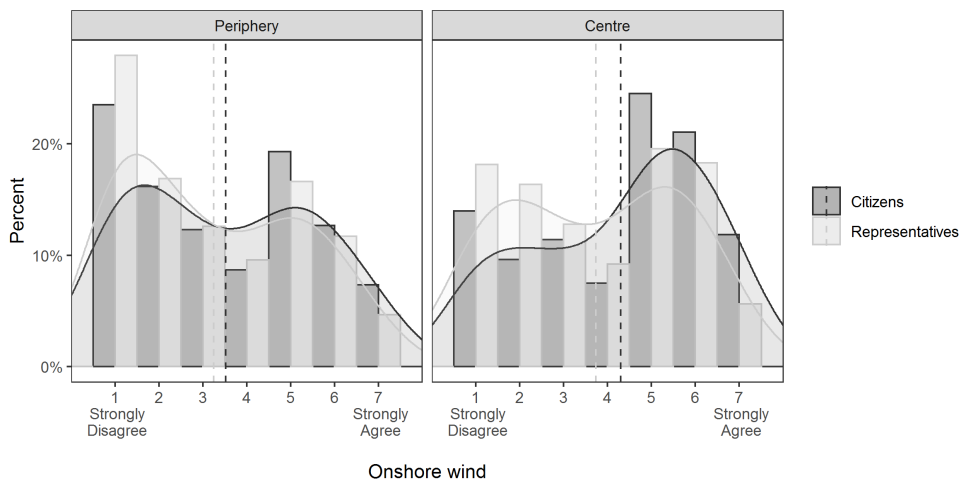 Periphery
Centre
Percent
20%
10%
0%
1 2 3 4 5 6 7
Strongly Disagree
Strongly Agree
1 2 3 4 5 6 7
Strongly Disagree
Strongly Agree
Onshore wind
Citizens
Representatives